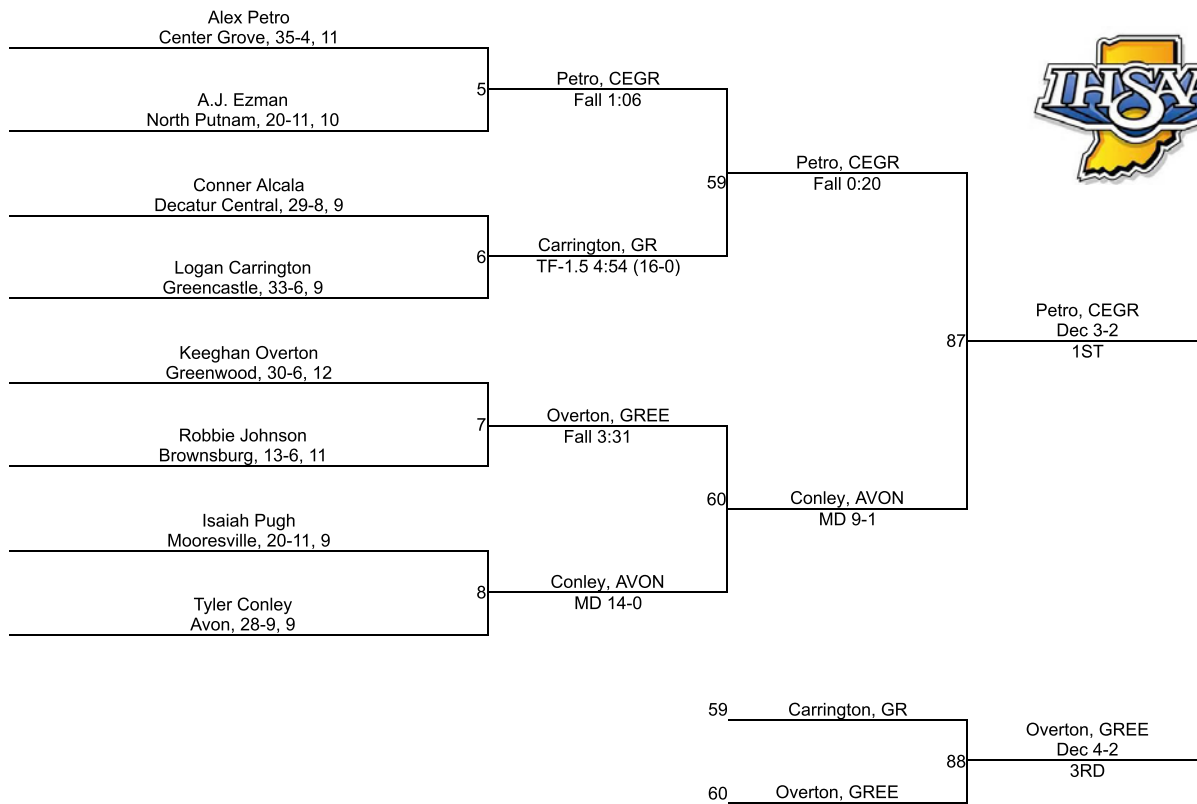 Alex Petro
Center Grove, 35-4, 11
A.J. Ezman
North Putnam, 20-11, 10
5
Petro, CEGR
Fall 1:06
Conner Alcala
Decatur Central, 29-8, 9
Logan Carrington
Greencastle, 33-6, 9
6
Carrington, GR
TF-1.5 4:54 (16-0)
59
Petro, CEGR
Fall 0:20
Keeghan Overton
Greenwood, 30-6, 12
Robbie Johnson
Brownsburg, 13-6, 11
7
Overton, GREE
Fall 3:31
Isaiah Pugh
Mooresville, 20-11, 9
Tyler Conley
Avon, 28-9, 9
8
Conley, AVON
MD 14-0
60
Conley, AVON
MD 9-1
87
Petro, CEGR
Dec 3-2
1ST
59
Carrington, GR
60
Overton, GREE
88
Overton, GREE
Dec 4-2
3RD
IHSAA